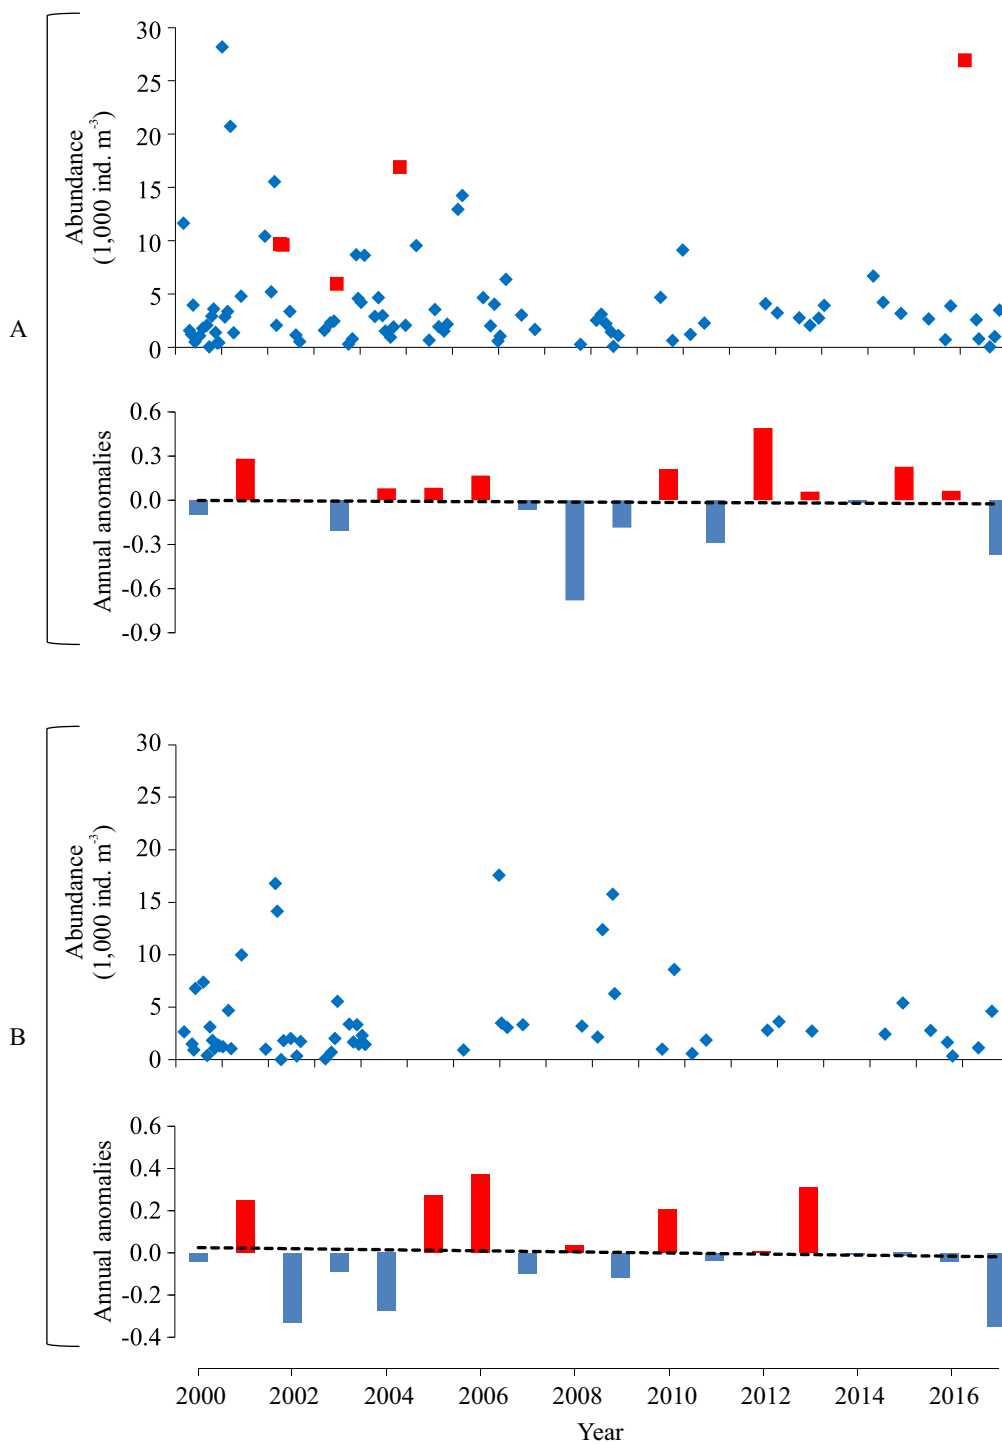 A
Abundance
(1,000 ind. m-3)
30
25
20
15
10
5
0
Annual anomalies
0.6
0.3
0.0
-0.3
-0.6
-0.9
B
Abundance
(1,000 ind. m-3)
30
25
20
15
10
5
0
Annual anomalies
0.6
0.4
0.2
0.0
-0.2
-0.4
2000 2002 2004 2006 2008 2010 2012 2014 2016
Year